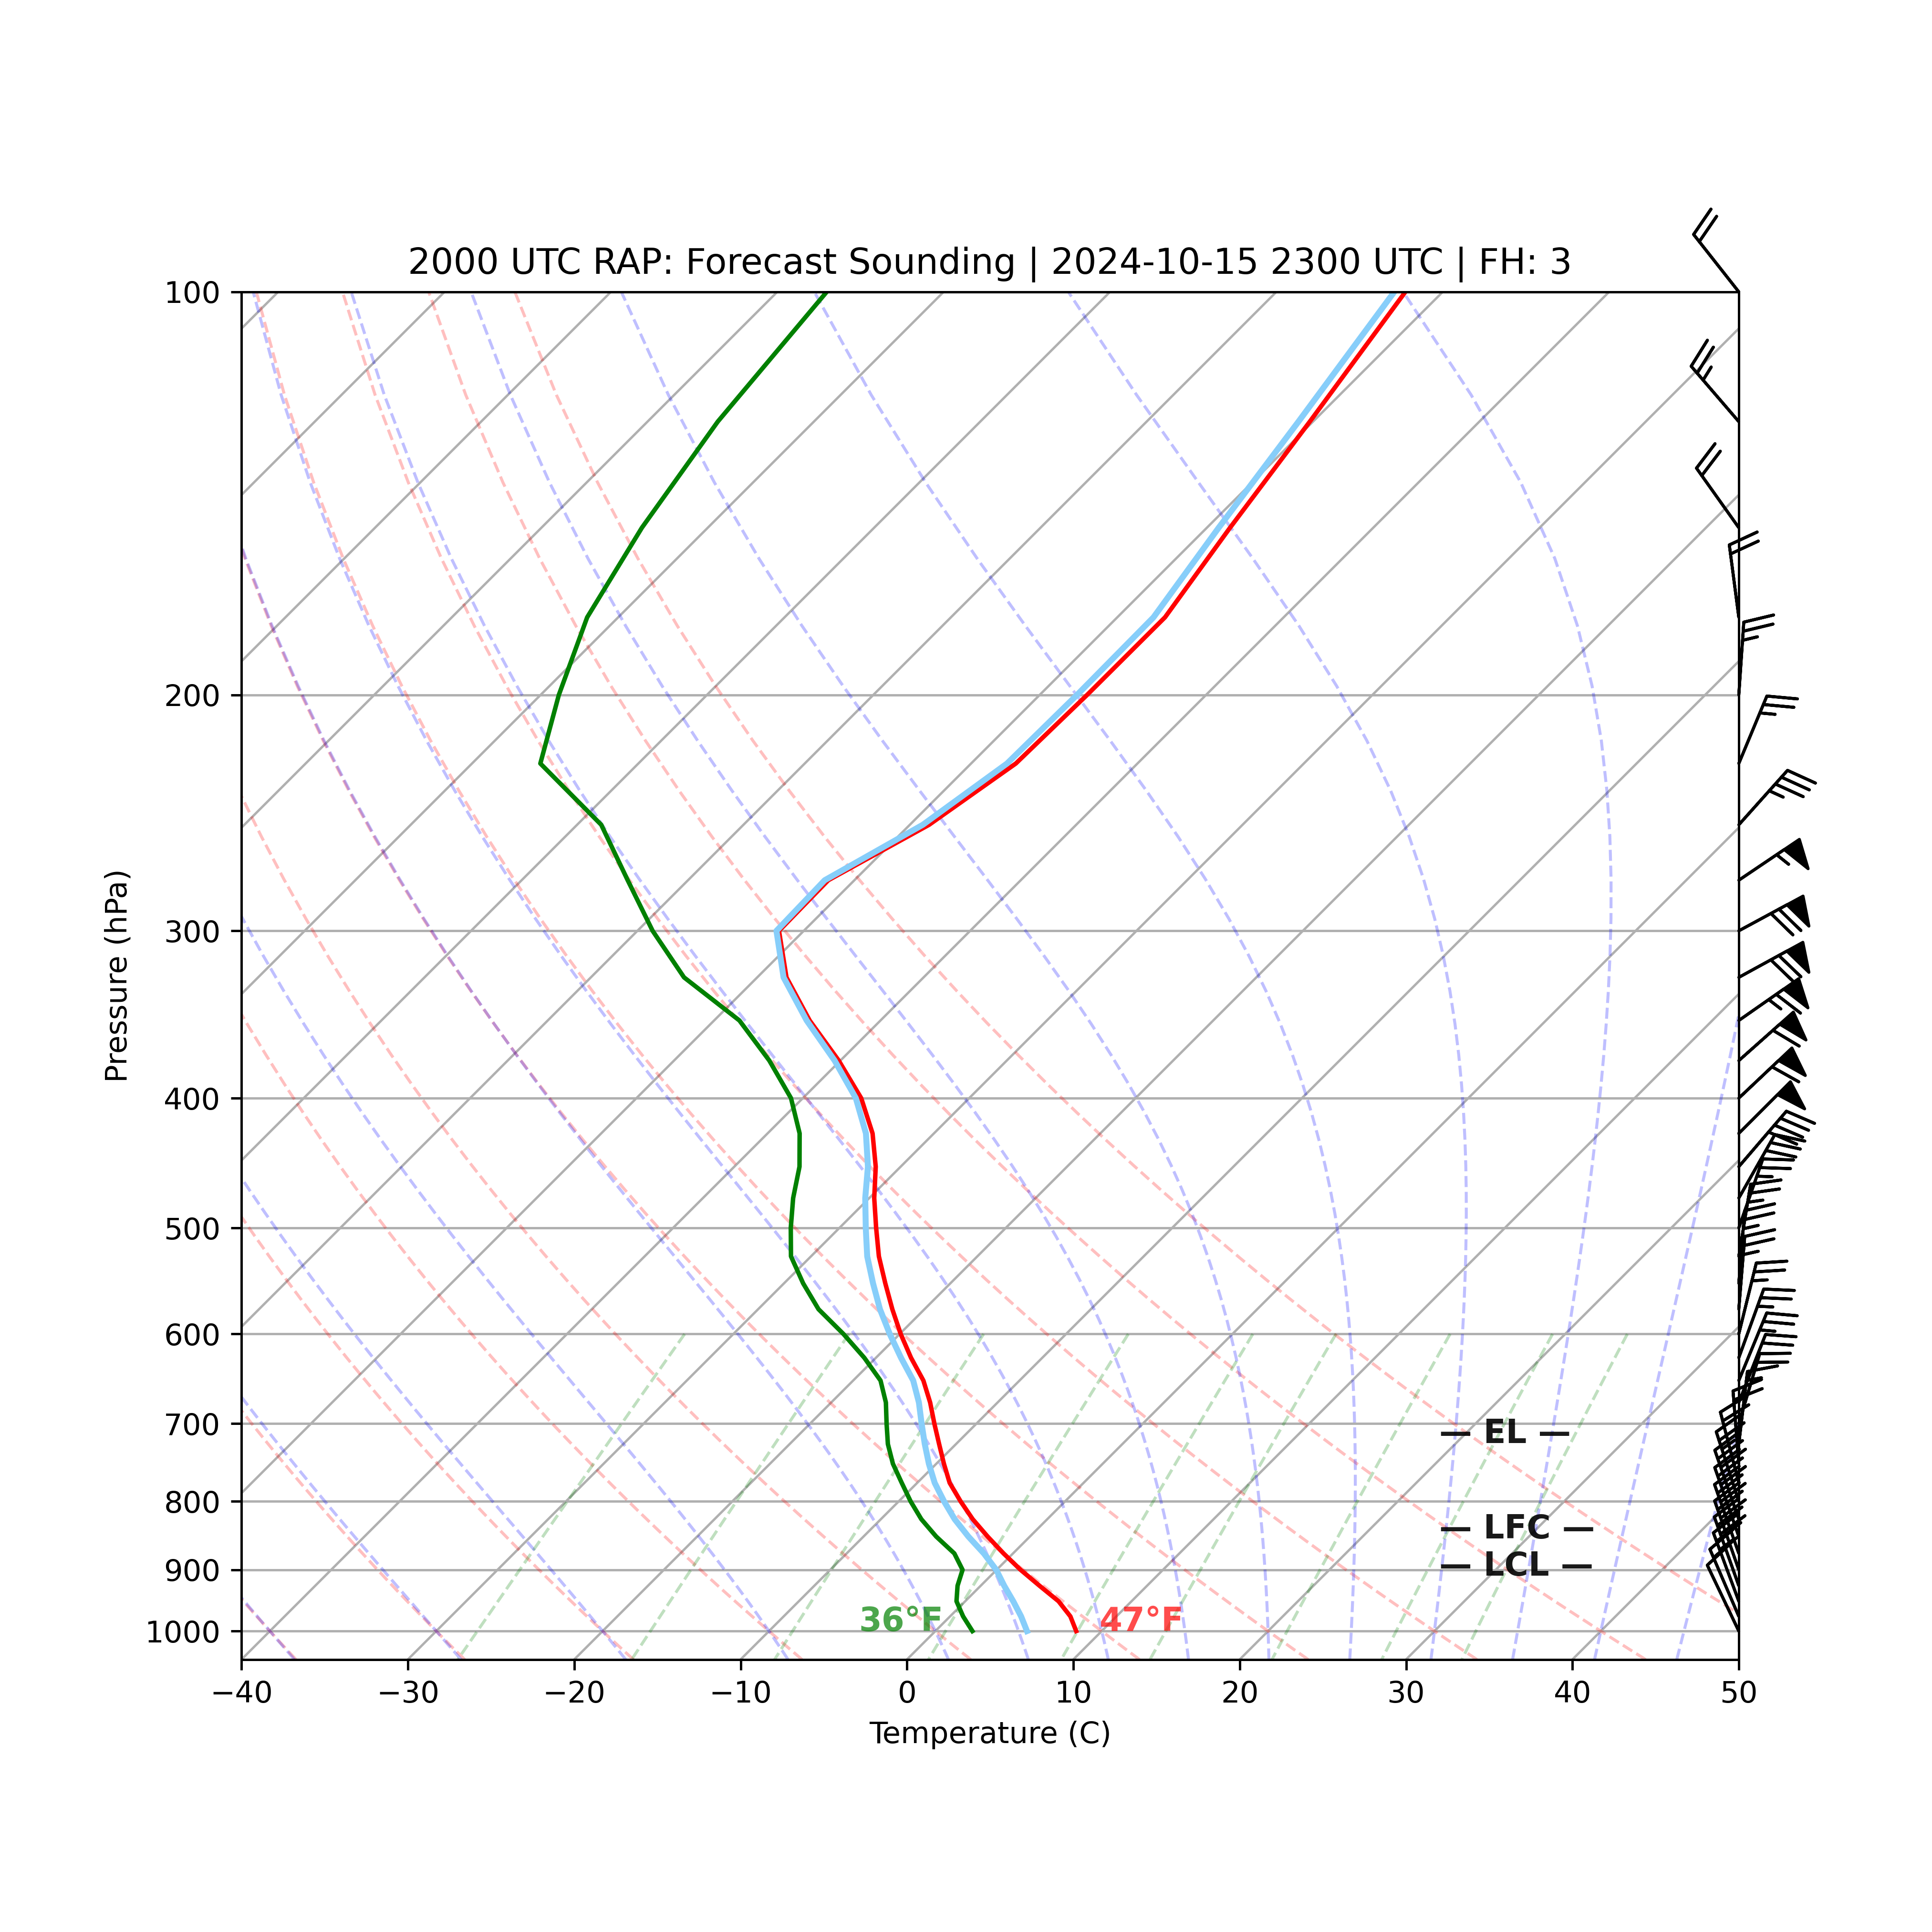 2000 UTC RAP: Forecast Sounding | 2024-10-15 2300 UTC | FH: 3
100
200
300
400
500
600
700
800
900
1000
Pressure (hPa)
— EL —
— LFC —
— LCL —
36°F
47°F
−40 −30 −20 −10 0 10 20 30 40 50
Temperature (C)